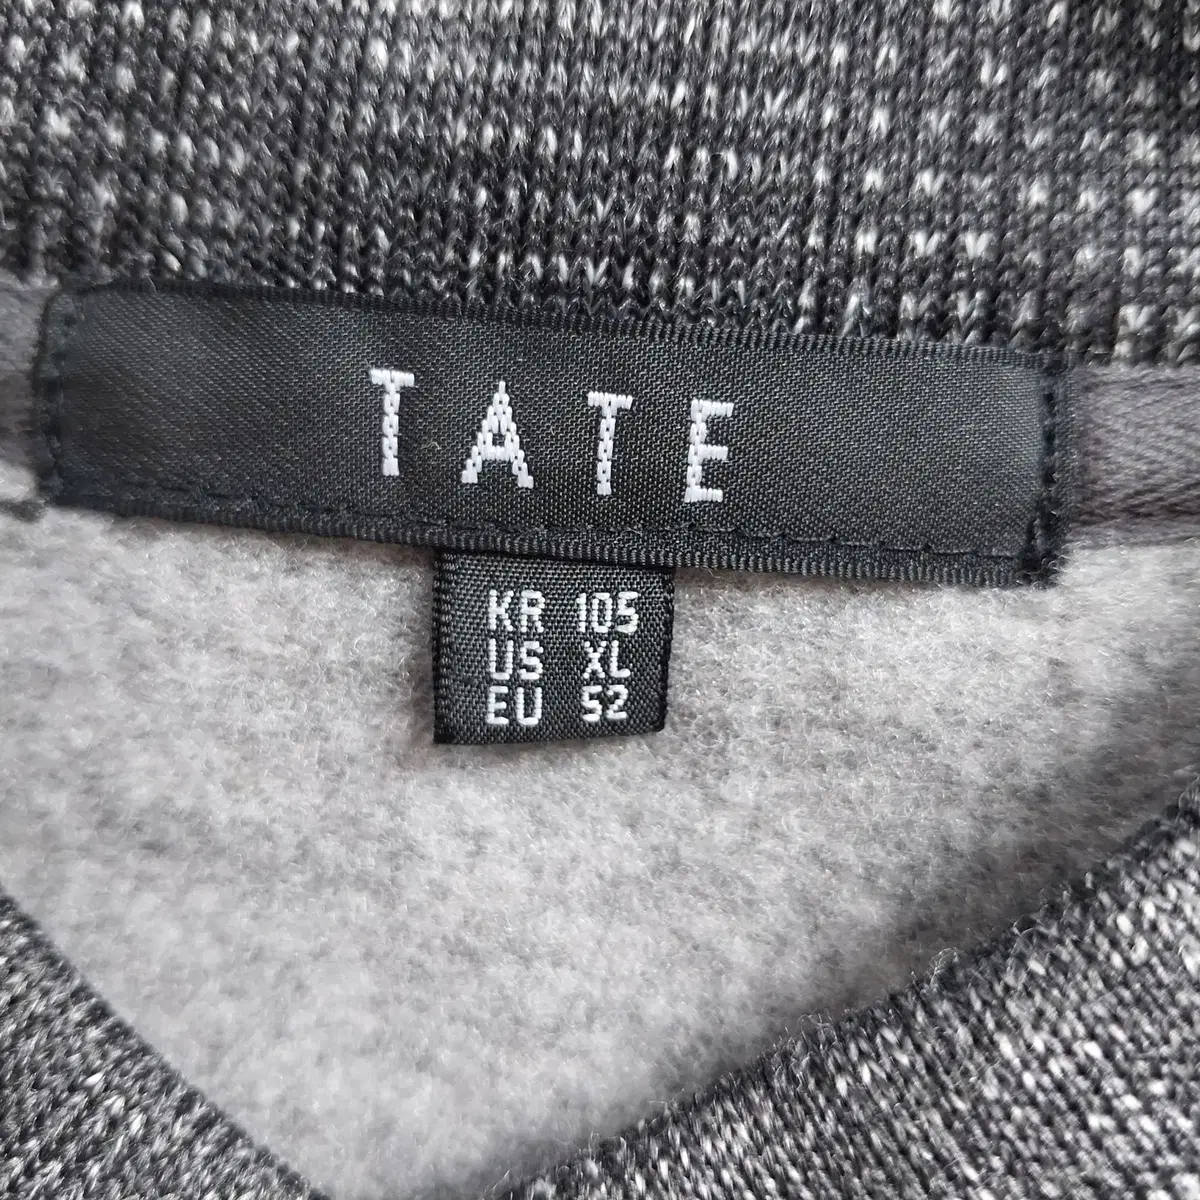 TATE
KR 105
US XL
EU 52